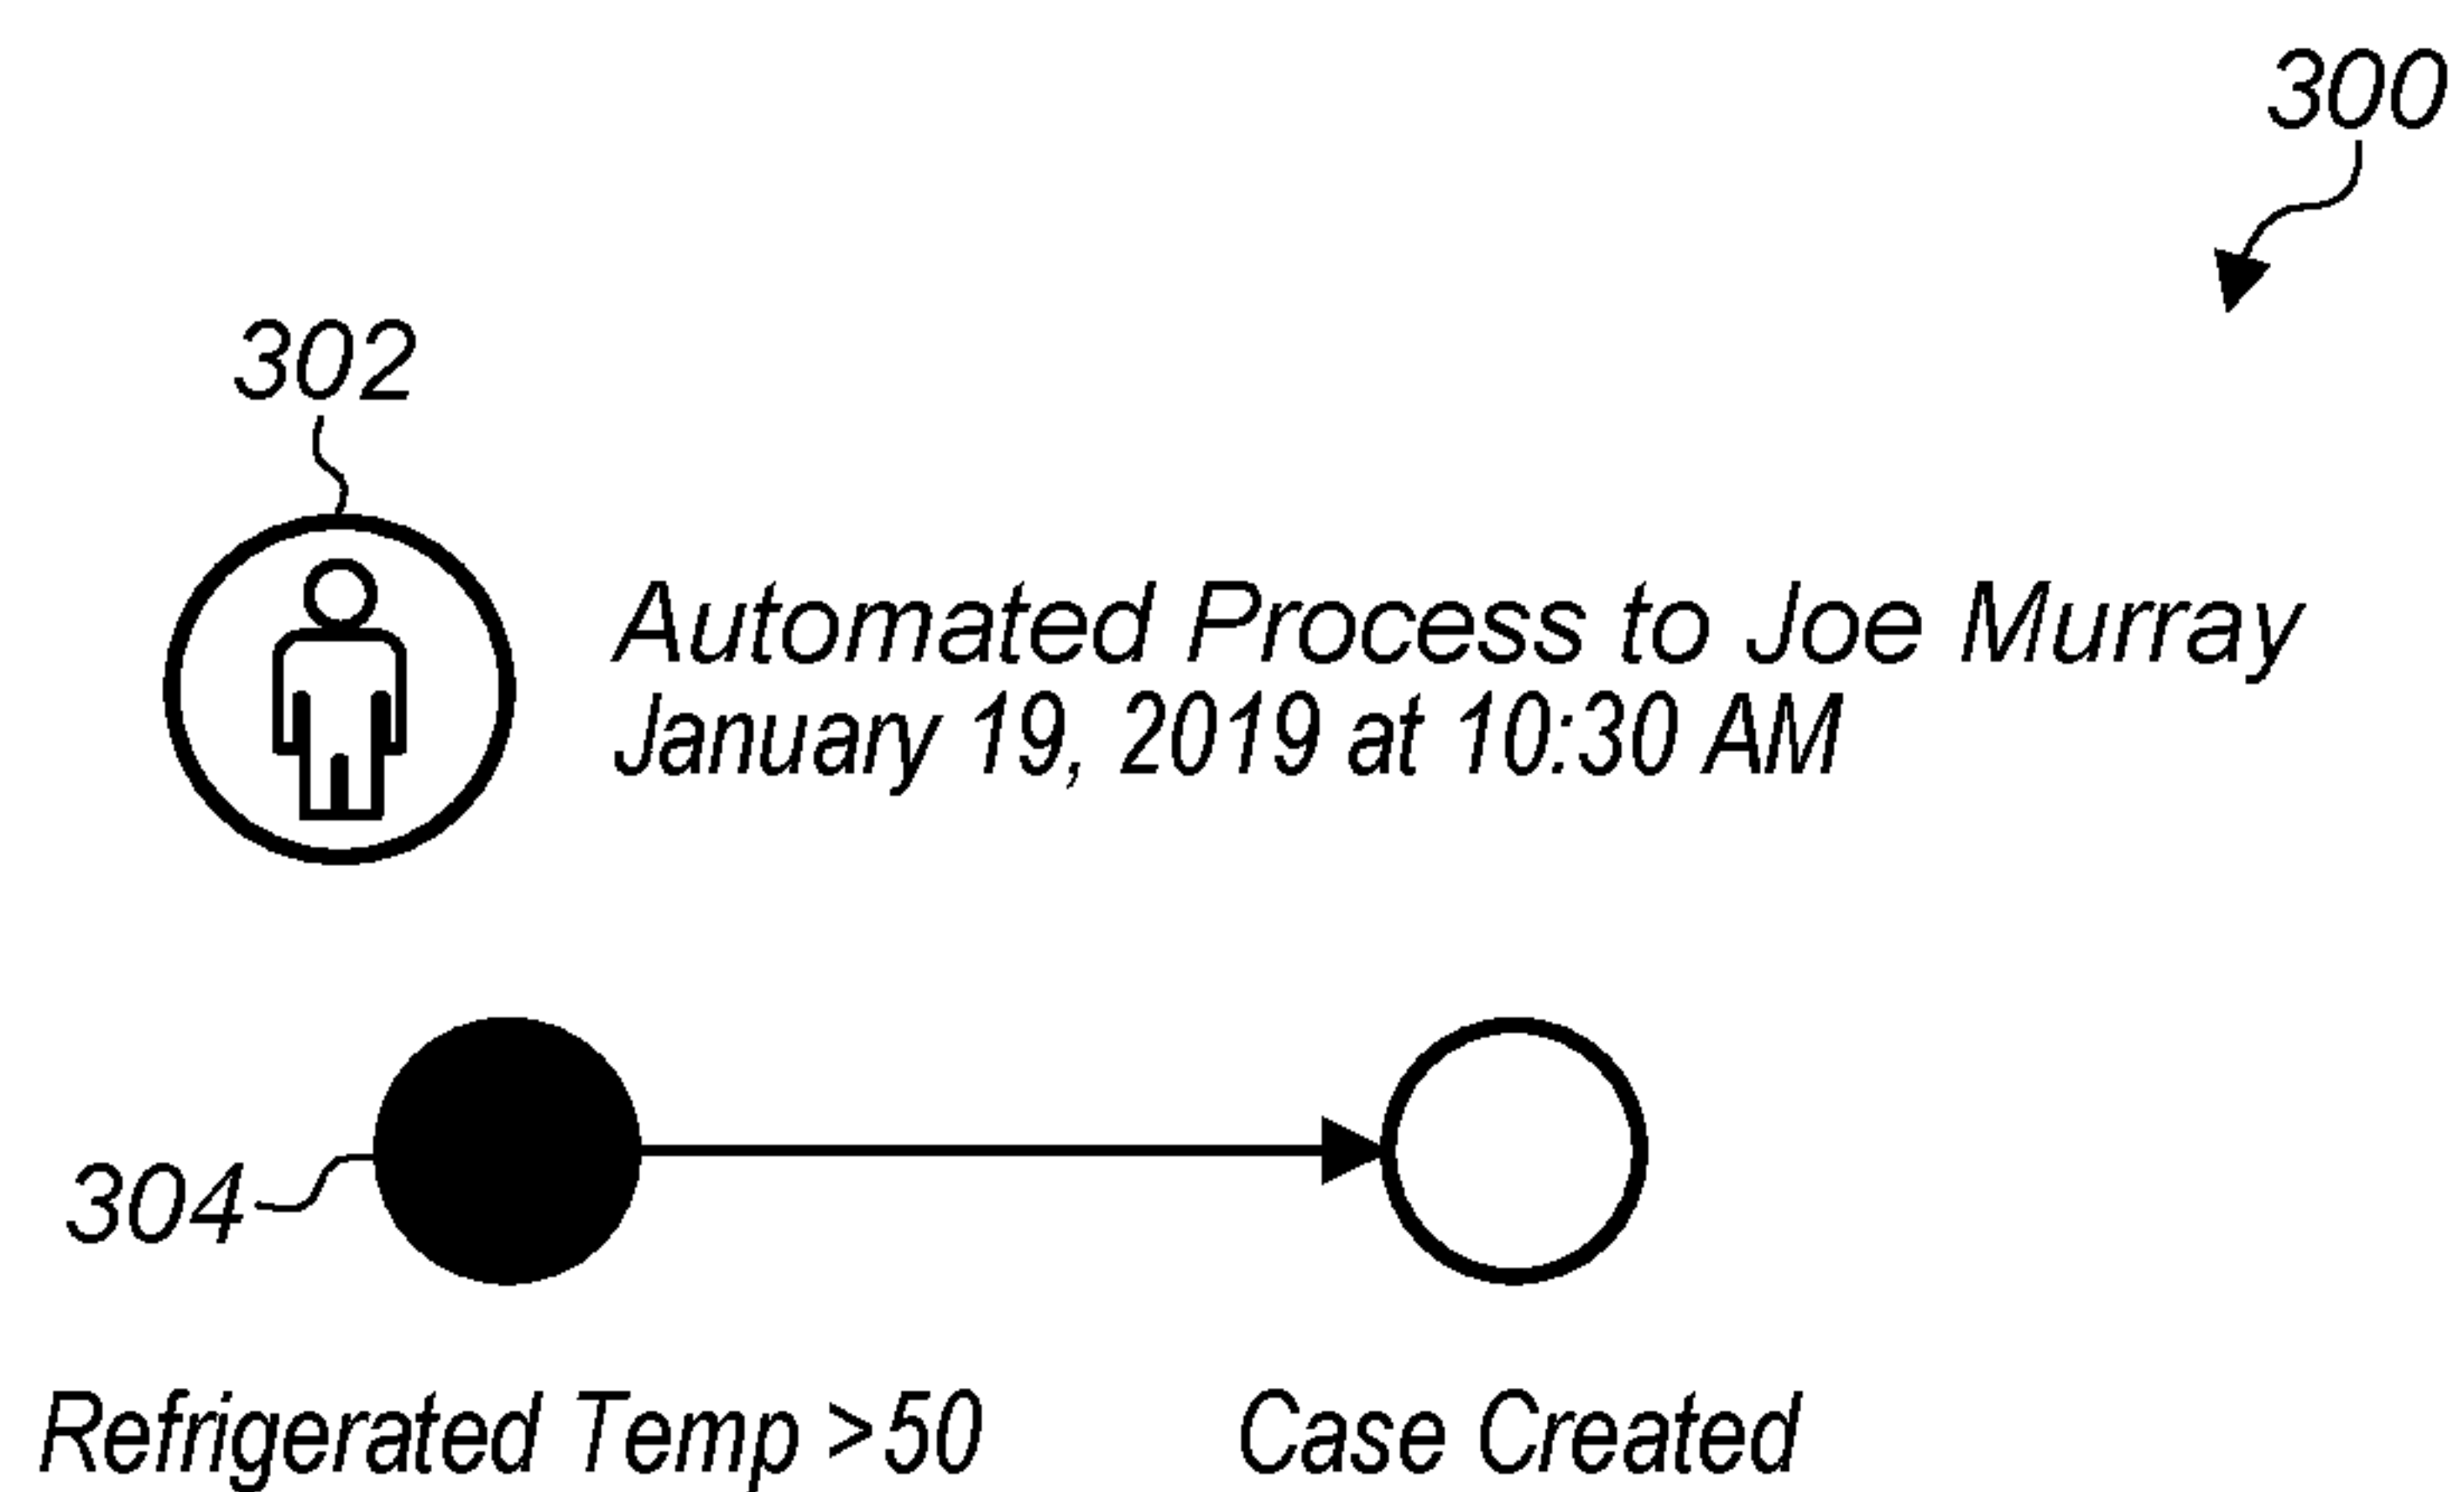 300
302
Automated Process to Joe Murray
January 19, 2019 at 10:30 AM
304
Refrigerated Temp >50
Case Created